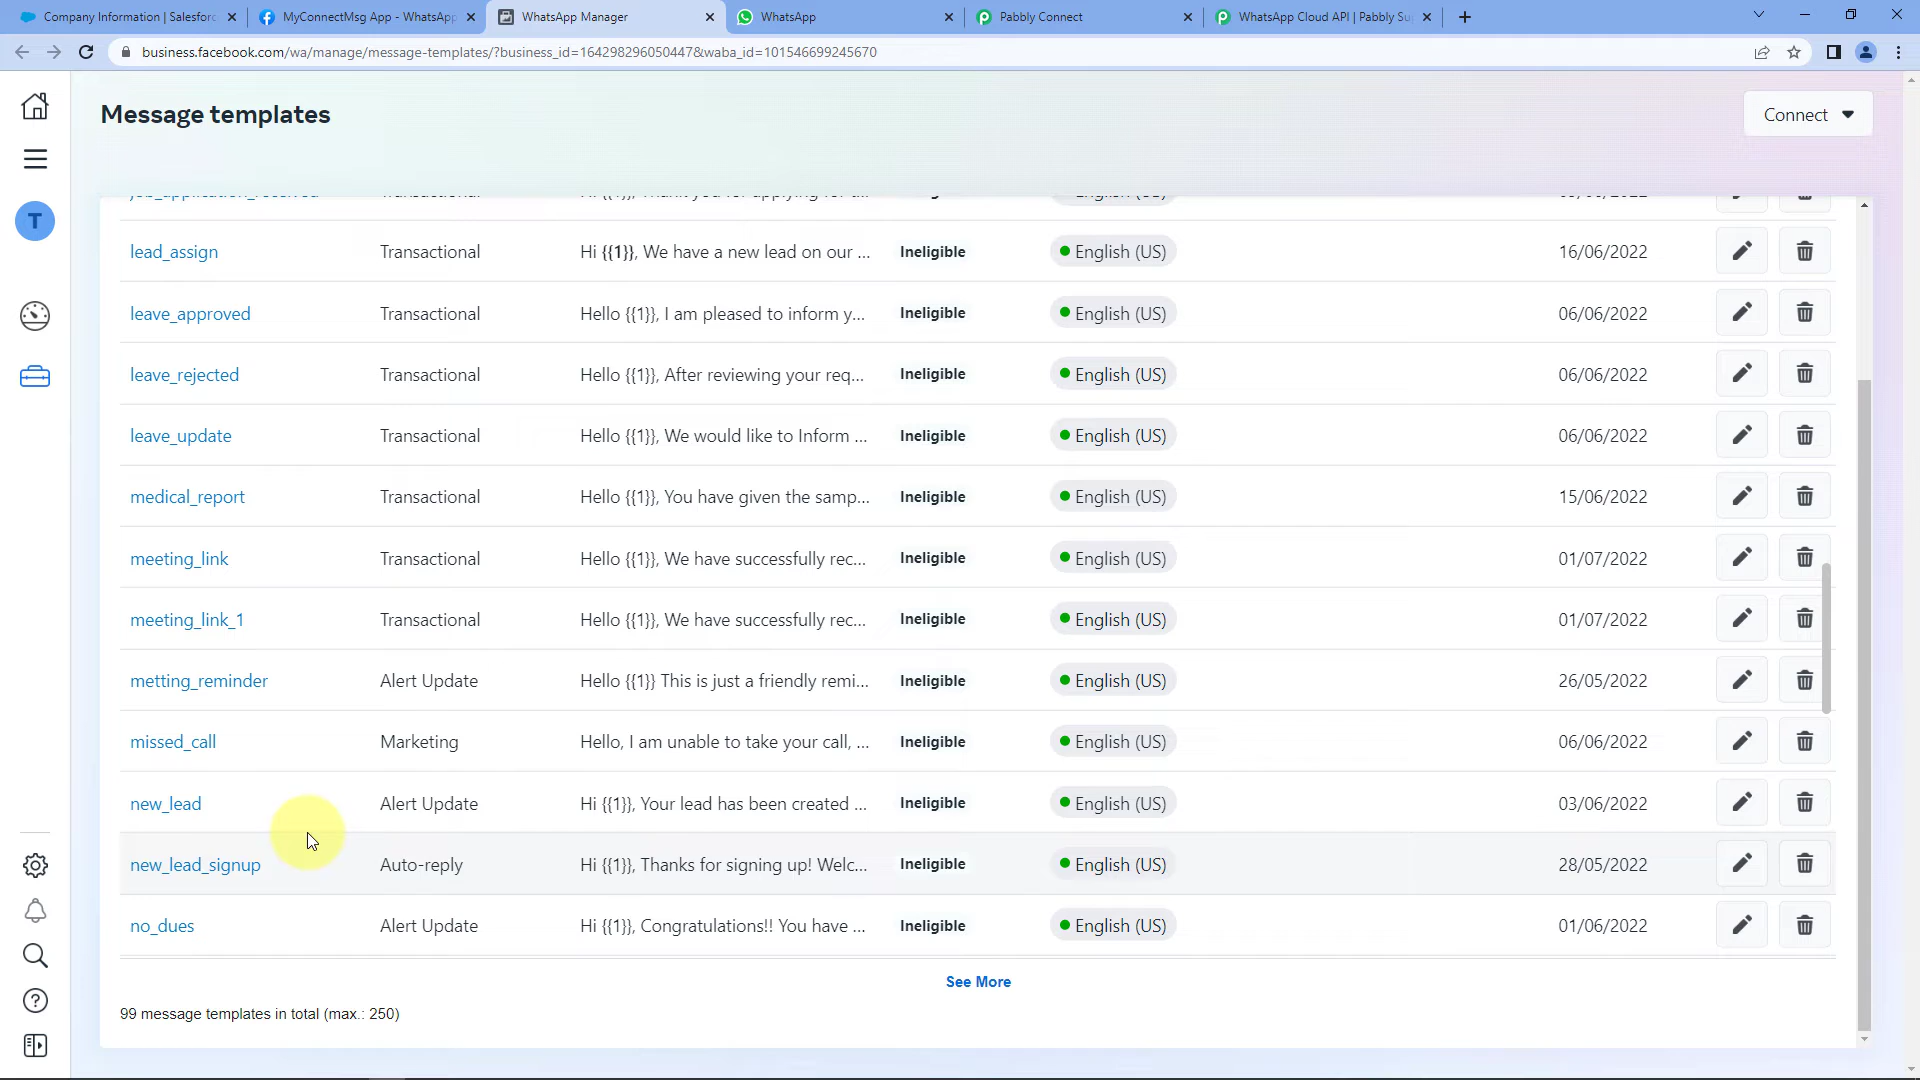 Company Information | Salesforc
MyConnectMsg App - WhatsApp
WhatsApp Manager
WhatsApp
Pabbly Connect
WhatsApp Cloud API | Pabbly Su
business.facebook.com/wa/manage/message-templates/?business_id=164298296050447&waba_id=101546699245670
Message templates
Connect
T
job_application_received
lead_assign Transactional Hi {{1}}, We have a new lead on our ... Ineligible English (US) 16/06/2022
leave_approved Transactional Hello {{1}}, I am pleased to inform y... Ineligible English (US) 06/06/2022
leave_rejected Transactional Hello {{1}}, After reviewing your req... Ineligible English (US) 06/06/2022
leave_update Transactional Hello {{1}}, We would like to Inform ... Ineligible English (US) 06/06/2022
medical_report Transactional Hello {{1}}, You have given the samp... Ineligible English (US) 15/06/2022
meeting_link Transactional Hello {{1}}, We have successfully rec... Ineligible English (US) 01/07/2022
meeting_link_1 Transactional Hello {{1}}, We have successfully rec... Ineligible English (US) 01/07/2022
metting_reminder Alert Update Hello {{1}} This is just a friendly remi... Ineligible English (US) 26/05/2022
missed_call Marketing Hello, I am unable to take your call, ... Ineligible English (US) 06/06/2022
new_lead Alert Update Hi {{1}}, Your lead has been created ... Ineligible English (US) 03/06/2022
new_lead_signup Auto-reply Hi {{1}}, Thanks for signing up! Welc... Ineligible English (US) 28/05/2022
no_dues Alert Update Hi {{1}}, Congratulations!! You have ... Ineligible English (US) 01/06/2022
See More
99 message templates in total (max.: 250)